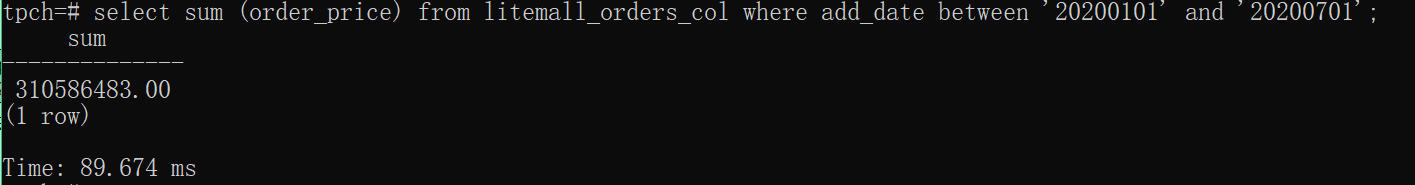 tpch=# select sum (order_price) from litemall_orders_col where add_date between '20200101' and '20200701';
sum
--------------
310586483.00
(1 row)
Time: 89.674 ms